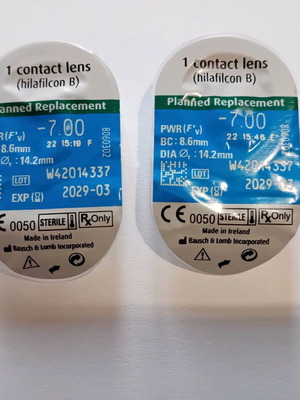 1 contact lens
(hilafilcon B)
Planned Replacement
-7.00
R (F'v)
22 15:19 F
: 8.6mm
Ø, : 14.2mm
8060302
LOT
W42014337
EXP
2029-03
CE 0050 STERILE Rx Only
Made in Ireland
Bausch & Lomb Incorporated
1 contact lens
(hilafilcon B)
Planned Replacement
-7.00
PWR (F'v)
22 15:46 F
BC : 8.6mm
DIA Ø, : 14.2mm
LOT
W42014337
EXP
2029-03
CE 0050 STERILE Rx Only
Made in Ireland
Bausch & Lomb Incorporated